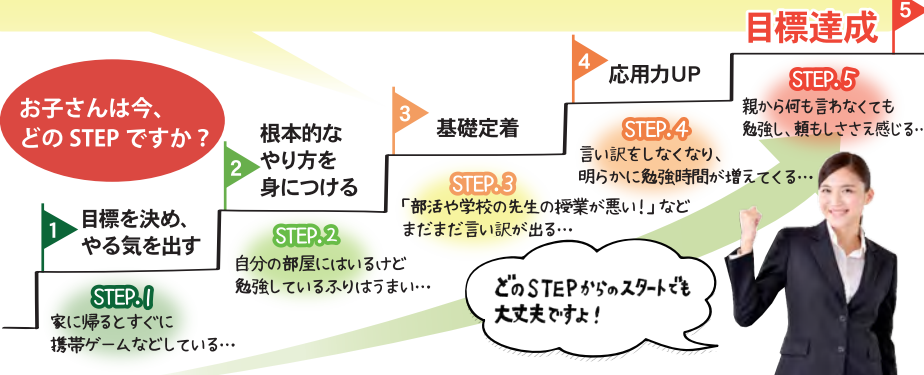 お子さんは今、
どの STEP ですか？
1
目標を決め、
やる気を出す
STEP.1
家に帰るとすぐに
携帯ゲームなどしている…
2
根本的な
やり方を
身につける
STEP.2
自分の部屋にはいるけど
勉強しているふりはうまい…
3
基礎定着
STEP.3
「部活や学校の先生の授業が悪い！」など
まだまだ言い訳が出る…
4
応用力UP
STEP.4
言い訳をしなくなり、
明らかに勉強時間が増えてくる…
5
目標達成
STEP.5
親から何も言わなくても
勉強し、頼もしささえ感じる…
どのSTEPからのスタートでも
大丈夫ですよ！